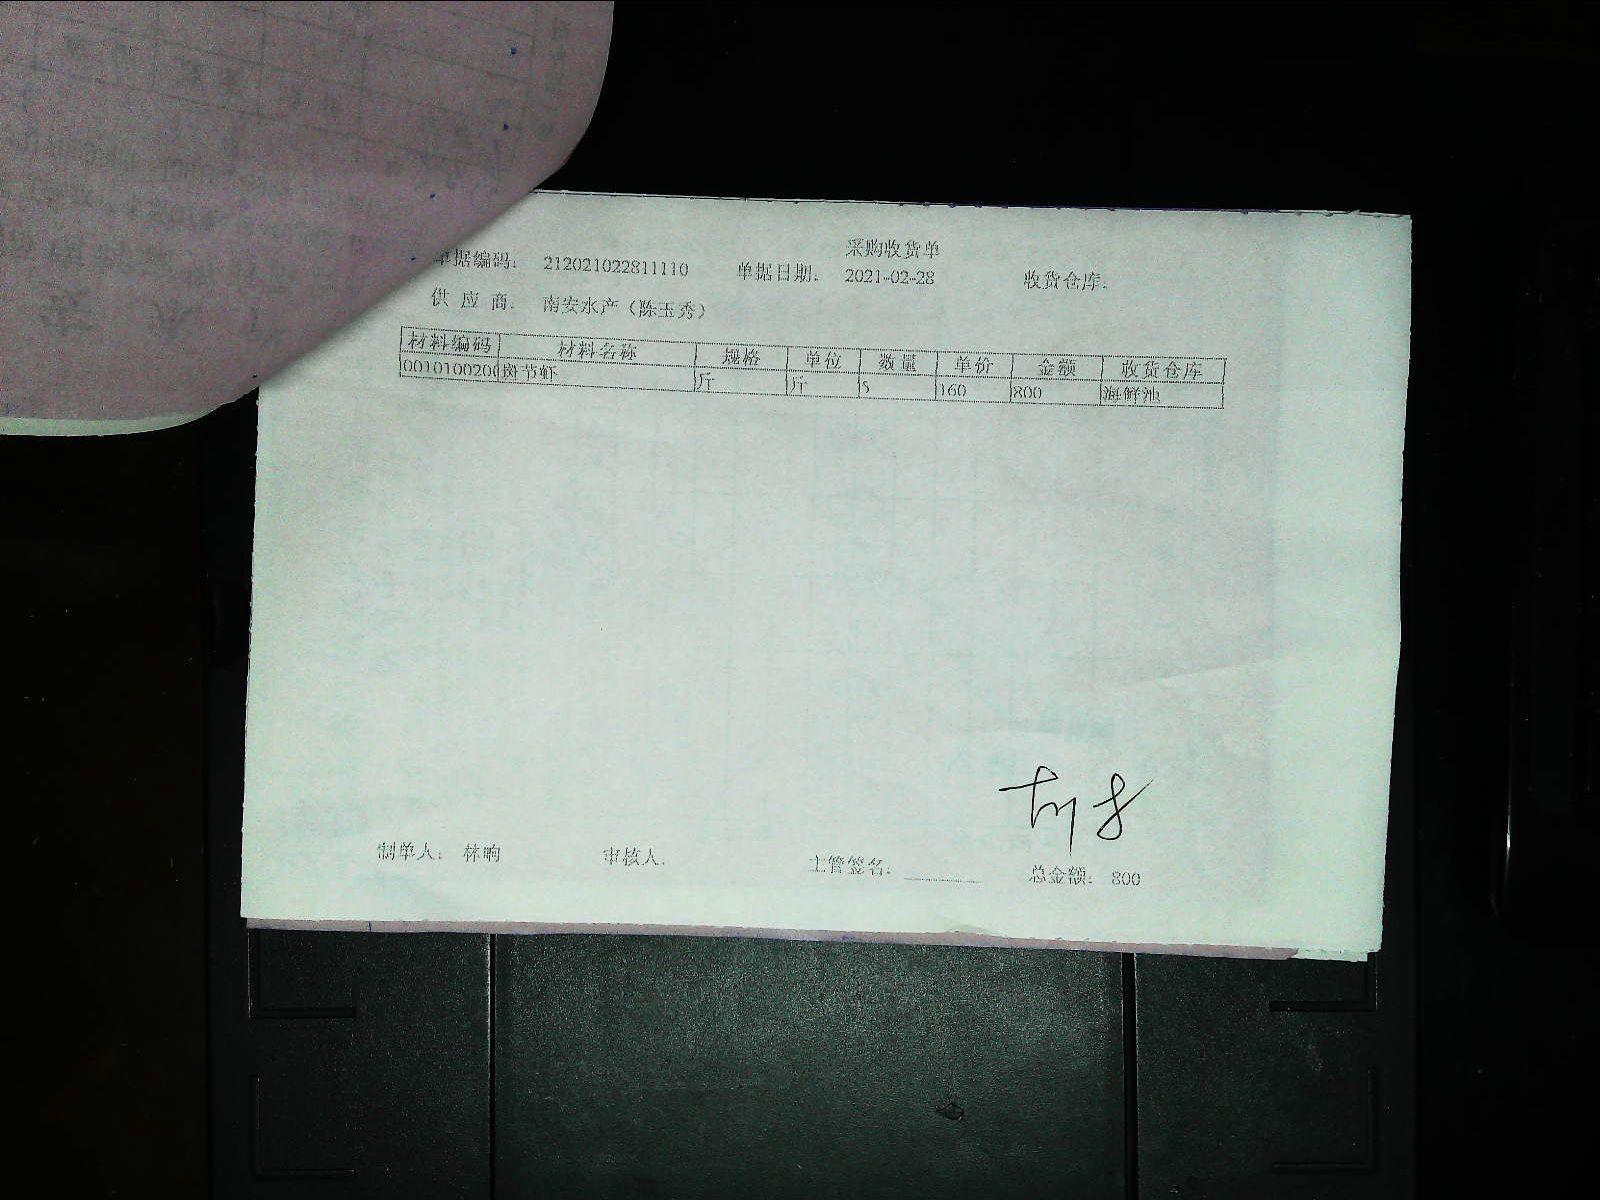 采购收货单
单据编码: 212021022811110 单据日期: 2021-02-28 收货仓库:
供应商: 南安水产（陈玉秀）
材料编码 材料名称 规格 单位 数量 单价 金额 收货仓库
0010100200 斑节虾 斤 斤 5 160 800 海鲜池
制单人: 林晌 审核人: 主管签名: 总金额: 800